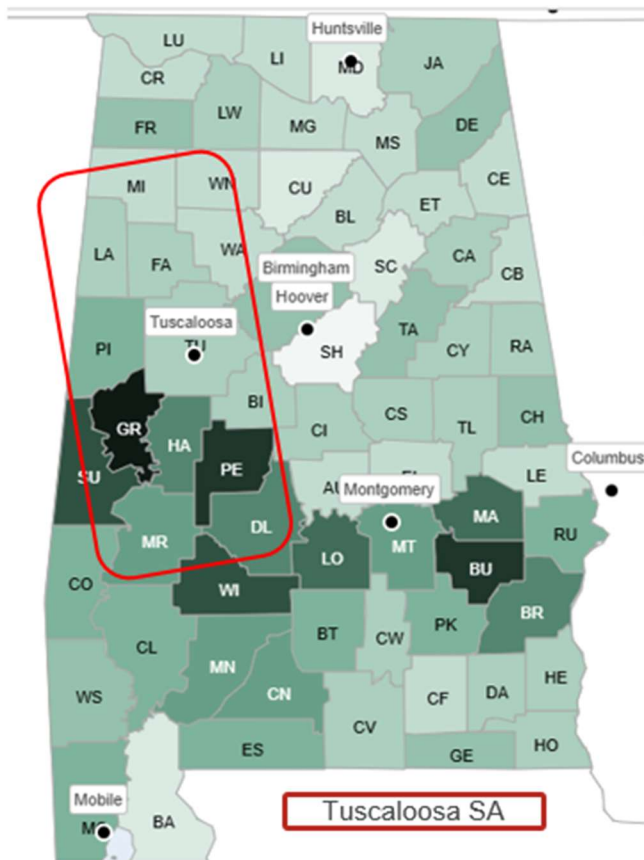 Huntsville
LU
LI
MD
JA
CR
LW
FR
MG
MS
DE
MI
WN
CU
CE
BL
ET
LA
FA
WA
SC
CA
CB
Birmingham
Hoover
TA
PI
Tuscaloosa
TU
SH
CY
RA
BI
GR
HA
CI
CS
TL
CH
SU
PE
AU
LE
Columbus
Montgomery
MA
DL
MR
LO
MT
RU
CO
WI
BU
BR
CL
BT
CW
PK
MN
CN
HE
WS
CF
DA
CV
ES
GE
HO
Mobile
BA
Tuscaloosa SA